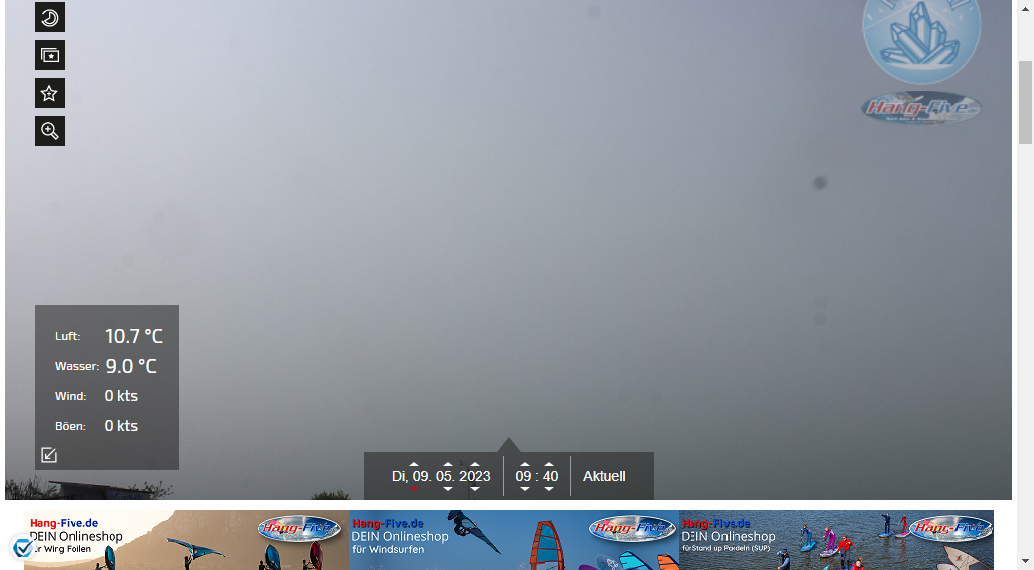 Hang-Five
Luft: 10.7 °C
Wasser: 9.0 °C
Wind: 0 kts
Böen: 0 kts
Di, 09. 05. 2023 09 : 40 Aktuell
Hang-Five.de
DEIN Onlineshop
für Wing Foilen
Hang-Five
Hang-Five.de
DEIN Onlineshop
für Windsurfen
Hang-Five
Hang-Five.de
DEIN Onlineshop
für Stand up Paddeln (SUP)
Hang-Five